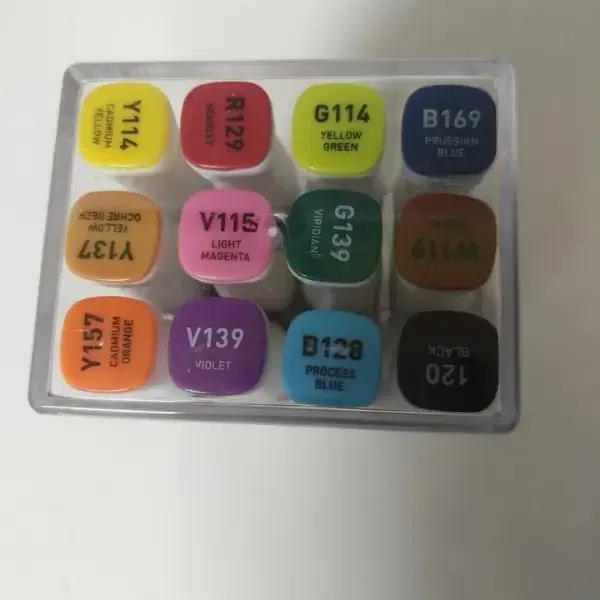 Y114
CADMIUM
YELLOW
R129
G114
YELLOW
GREEN
B169
PRUSSIAN
BLUE
Y137
YELLOW
OCHRE DEEP
V115
LIGHT
MAGENTA
G139
VIRIDIAN
W119
Y157
CADMIUM
ORANGE
V139
VIOLET
B128
PROCESS
BLUE
120
BLACK